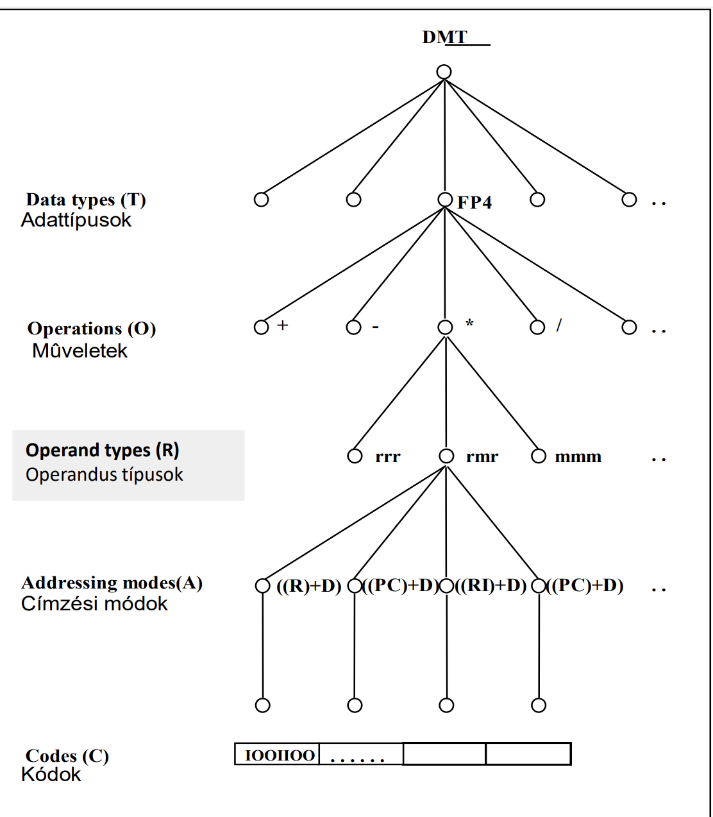 DMT___
Data types (T)
Adattípusok
FP4
. .
Operations (O)
Mûveletek
+
-
*
/
. .
Operand types (R)
Operandus típusok
rrr
rmr
mmm
. .
Addressing modes(A)
Címzési módok
((R)+D)
((PC)+D)
((RI)+D)
((PC)+D)
. .
Codes (C)
Kódok
IOOIIOO
. . . . . .